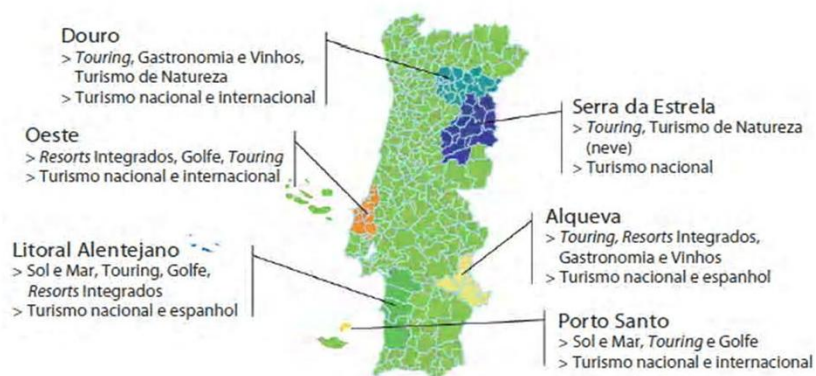 Douro
> Touring, Gastronomia e Vinhos,
Turismo de Natureza
> Turismo nacional e internacional
Oeste
> Resorts Integrados, Golfe, Touring
> Turismo nacional e internacional
Litoral Alentejano
> Sol e Mar, Touring, Golfe,
Resorts Integrados
> Turismo nacional e espanhol
Serra da Estrela
> Touring, Turismo de Natureza
(neve)
> Turismo nacional
Alqueva
> Touring, Resorts Integrados,
Gastronomia e Vinhos
> Turismo nacional e espanhol
Porto Santo
> Sol e Mar, Touring e Golfe
> Turismo nacional e internacional